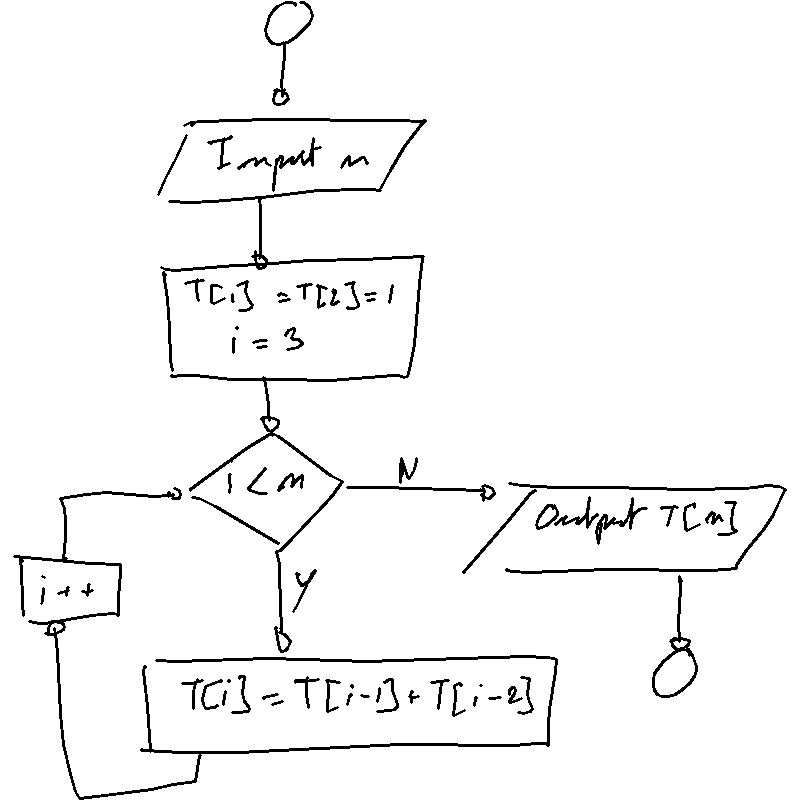 Input n
T[1] = T[2] = 1
i = 3
i < n
N
Output T[n]
Y
i++
T[i] = T[i-1] + T[i-2]